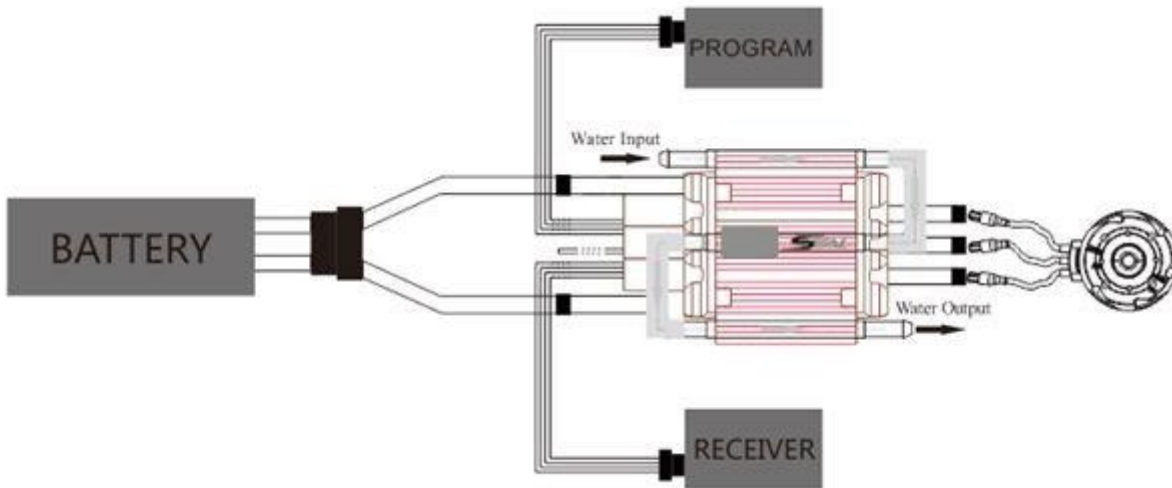 PROGRAM
Water Input
BATTERY
Water Output
RECEIVER